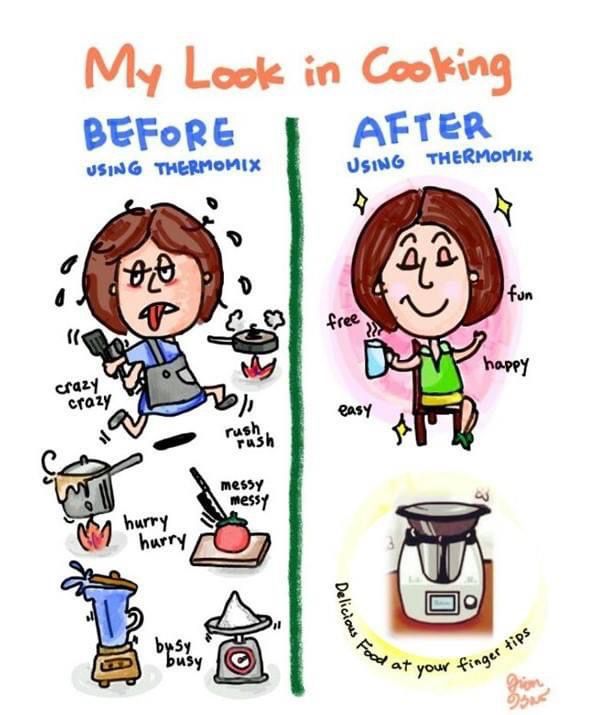 My Look in Cooking
BEFORE
USING THERMOMIX
crazy
crazy
rush
rush
messy
messy
hurry
hurry
busy
busy
AFTER
USING THERMOMIX
free
fun
happy
easy
Delicious Food at your finger tips